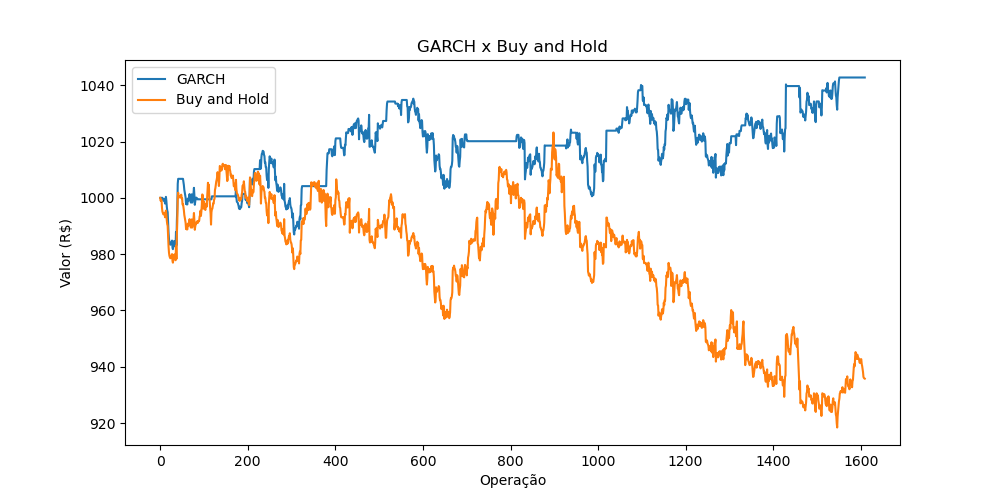 GARCH x Buy and Hold
GARCH
Buy and Hold
Valor (R$)
1040
1020
1000
980
960
940
920
0 200 400 600 800 1000 1200 1400 1600
Operação